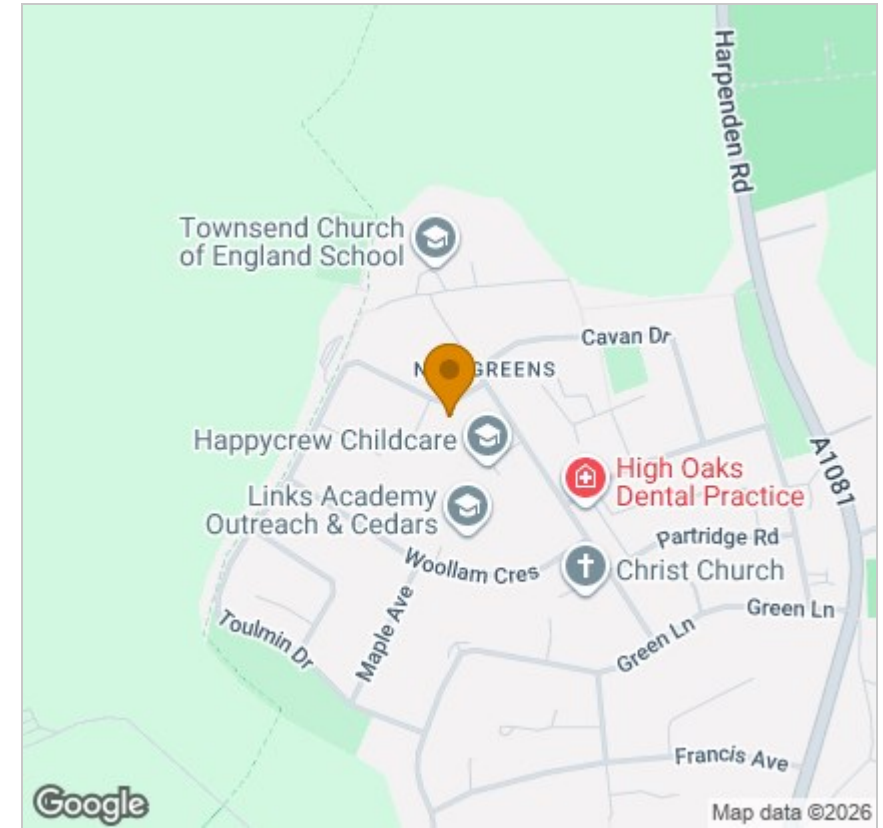 Harpenden Rd
Townsend Church
of England School
Cavan Dr
N GREENS
Happycrew Childcare
A1081
High Oaks
Dental Practice
Links Academy
Outreach & Cedars
Partridge Rd
Woollam Cres
Christ Church
Maple Ave
Green Ln
Toulmin Dr
Green Ln
Francis Ave
Google
Map data ©2026